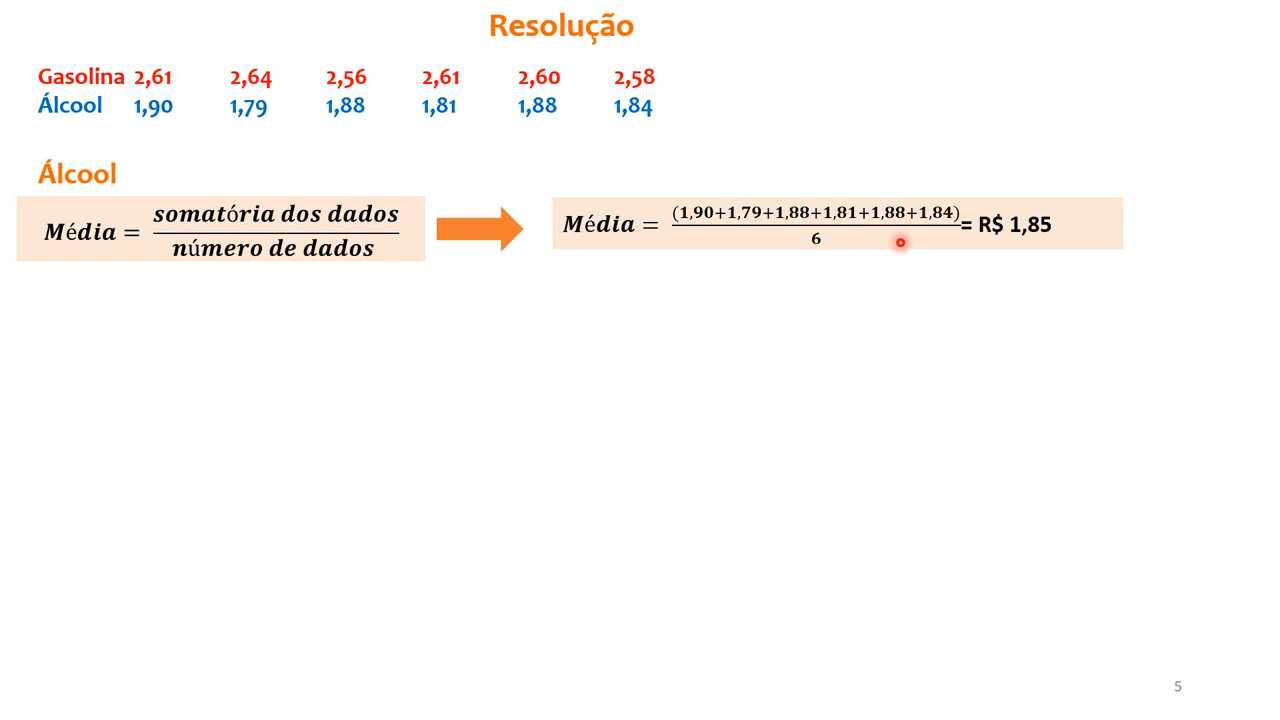 Resolução
Gasolina 2,61 2,64 2,56 2,61 2,60 2,58
Álcool 1,90 1,79 1,88 1,81 1,88 1,84
Álcool
Média = somatória dos dados / número de dados
Média = (1,90+1,79+1,88+1,81+1,88+1,84) / 6 = R$ 1,85
5